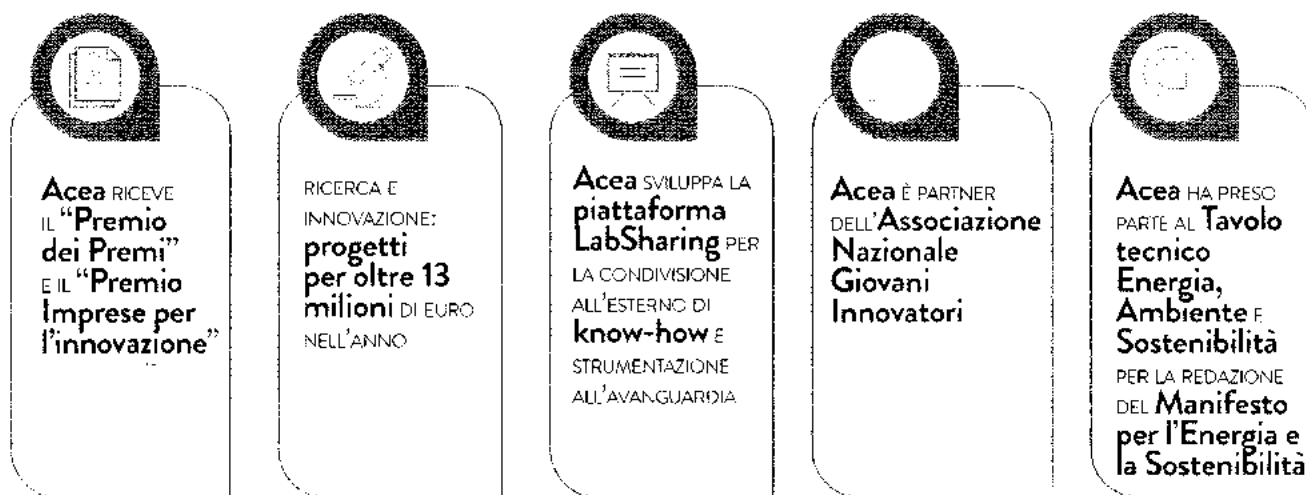 Acea RICEVE
IL “Premio
dei Premi”
E IL “Premio
Imprese per
l'innovazione”
RICERCA E
INNOVAZIONE:
progetti
per oltre 13
milioni DI EURO
NELL'ANNO
Acea SVILUPPA LA
piattaforma
LabSharing PER
LA CONDIVISIONE
ALL'ESTERNO DI
know-how E
STRUMENTAZIONE
ALL'AVANGUARDIA
Acea È PARTNER
DELL'Associazione
Nazionale
Giovani
Innovatori
Acea HA PRESO
PARTE AL Tavolo
tecnico
Energia,
Ambiente E
Sostenibilità
PER LA REDAZIONE
DEL Manifesto
per l'Energia e
la Sostenibilità